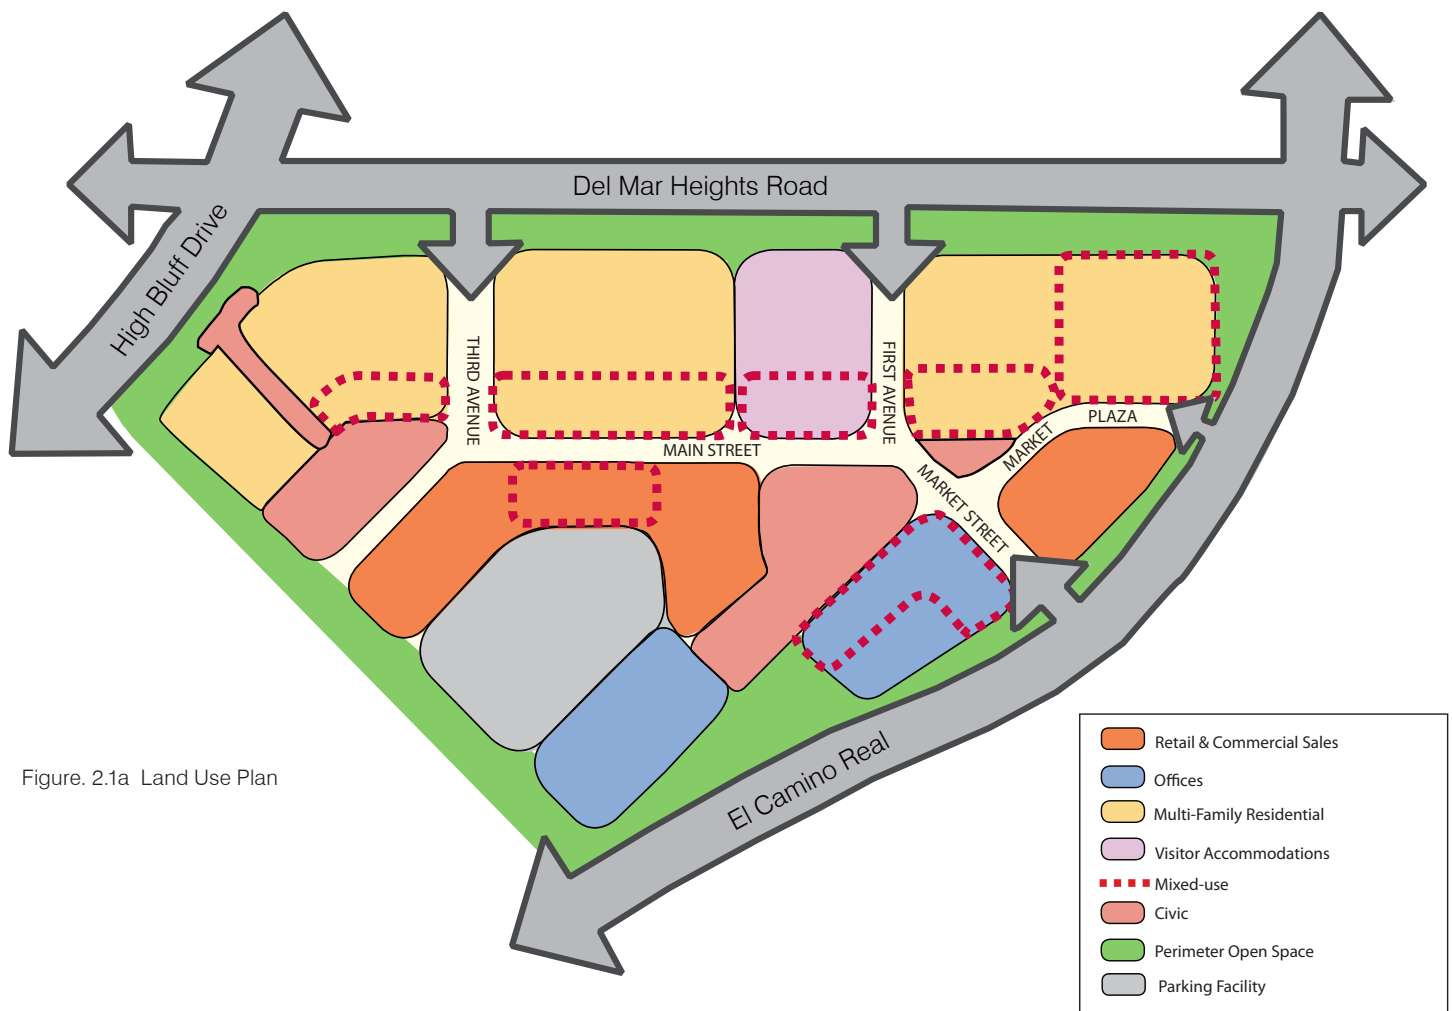 Del Mar Heights Road
High Bluff Drive
THIRD AVENUE
FIRST AVENUE
MAIN STREET
MARKET
PLAZA
MARKET STREET
El Camino Real
Figure. 2.1a  Land Use Plan
Retail & Commercial Sales
Offices
Multi-Family Residential
Visitor Accommodations
Mixed-use
Civic
Perimeter Open Space
Parking Facility